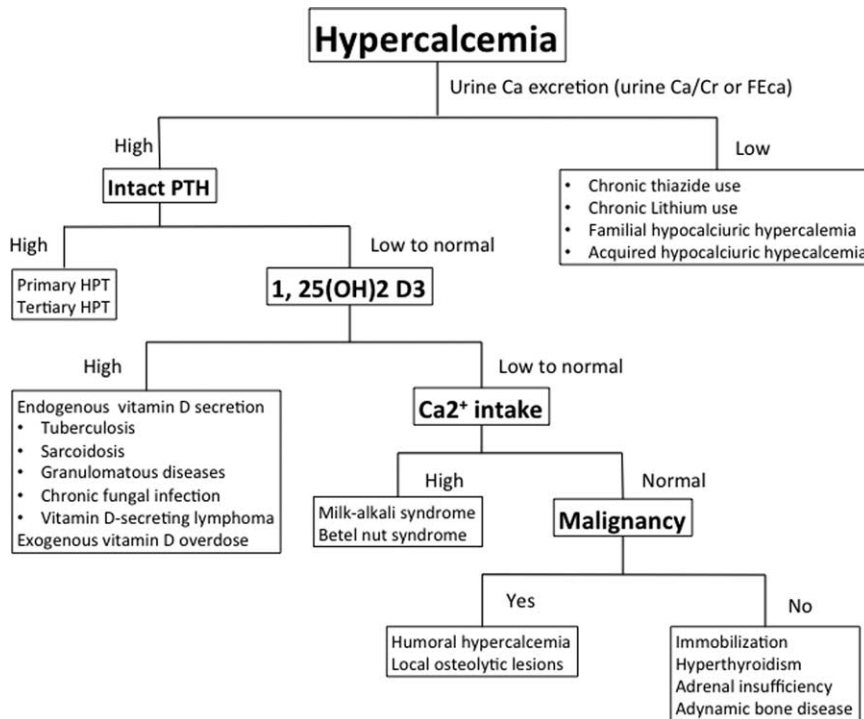 Hypercalcemia
Urine Ca excretion (urine Ca/Cr or FEca)
High
Low
Intact PTH
• Chronic thiazide use
• Chronic Lithium use
• Familial hypocalciuric hypercalemia
• Acquired hypocalciuric hypecalcemia
High
Low to normal
Primary HPT
Tertiary HPT
1, 25(OH)2 D3
High
Low to normal
Endogenous vitamin D secretion
• Tuberculosis
• Sarcoidosis
• Granulomatous diseases
• Chronic fungal infection
• Vitamin D-secreting lymphoma
Exogenous vitamin D overdose
Ca2⁺ intake
High
Normal
Milk-alkali syndrome
Betel nut syndrome
Malignancy
Yes
No
Humoral hypercalcemia
Local osteolytic lesions
Immobilization
Hyperthyroidism
Adrenal insufficiency
Adynamic bone disease